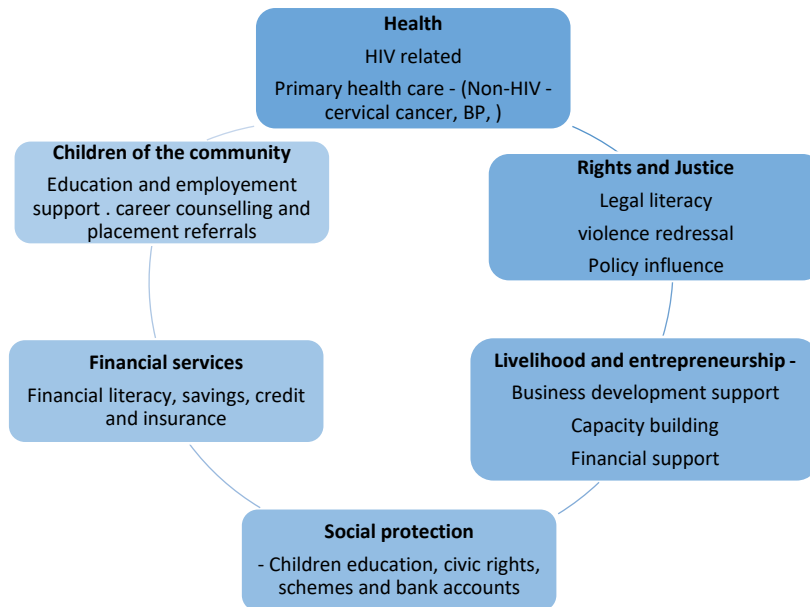 Health
HIV related
Primary health care - (Non-HIV -
cervical cancer, BP, )
Rights and Justice
Legal literacy
violence redressal
Policy influence
Livelihood and entrepreneurship -
Business development support
Capacity building
Financial support
Social protection
- Children education, civic rights,
schemes and bank accounts
Financial services
Financial literacy, savings, credit
and insurance
Children of the community
Education and employement
support . career counselling and
placement referrals